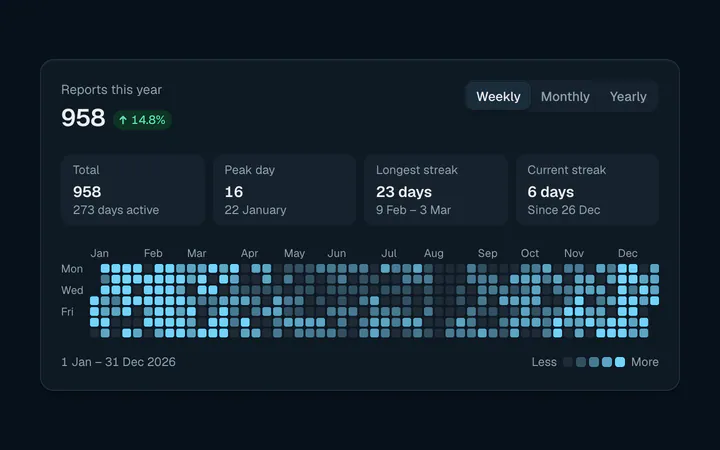 Reports this year
958 ↑ 14.8%
Weekly Monthly Yearly
Total
958
273 days active
Peak day
16
22 January
Longest streak
23 days
9 Feb – 3 Mar
Current streak
6 days
Since 26 Dec
Jan Feb Mar Apr May Jun Jul Aug Sep Oct Nov Dec
Mon
Wed
Fri
1 Jan – 31 Dec 2026
Less More